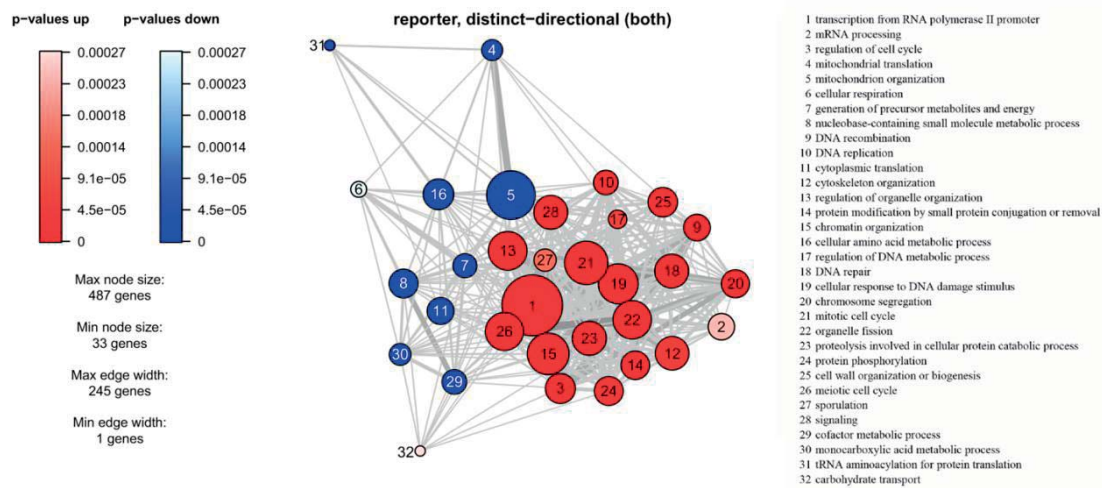 p-values up
p-values down
reporter, distinct−directional (both)
0.00027
0.00023
0.00018
0.00014
9.1e−05
4.5e−05
0
0.00027
0.00023
0.00018
0.00014
9.1e−05
4.5e−05
0
Max node size:
487 genes
Min node size:
33 genes
Max edge width:
245 genes
Min edge width:
1 genes
31
4
6
16
5
10
28
17
25
9
13
27
21
7
19
18
20
8
1
11
22
2
26
23
30
15
14
12
29
3
24
32
1 transcription from RNA polymerase II promoter
2 mRNA processing
3 regulation of cell cycle
4 mitochondrial translation
5 mitochondrion organization
6 cellular respiration
7 generation of precursor metabolites and energy
8 nucleobase-containing small molecule metabolic process
9 DNA recombination
10 DNA replication
11 cytoplasmic translation
12 cytoskeleton organization
13 regulation of organelle organization
14 protein modification by small protein conjugation or removal
15 chromatin organization
16 cellular amino acid metabolic process
17 regulation of DNA metabolic process
18 DNA repair
19 cellular response to DNA damage stimulus
20 chromosome segregation
21 mitotic cell cycle
22 organelle fission
23 proteolysis involved in cellular protein catabolic process
24 protein phosphorylation
25 cell wall organization or biogenesis
26 meiotic cell cycle
27 sporulation
28 signaling
29 cofactor metabolic process
30 monocarboxylic acid metabolic process
31 tRNA aminoacylation for protein translation
32 carbohydrate transport